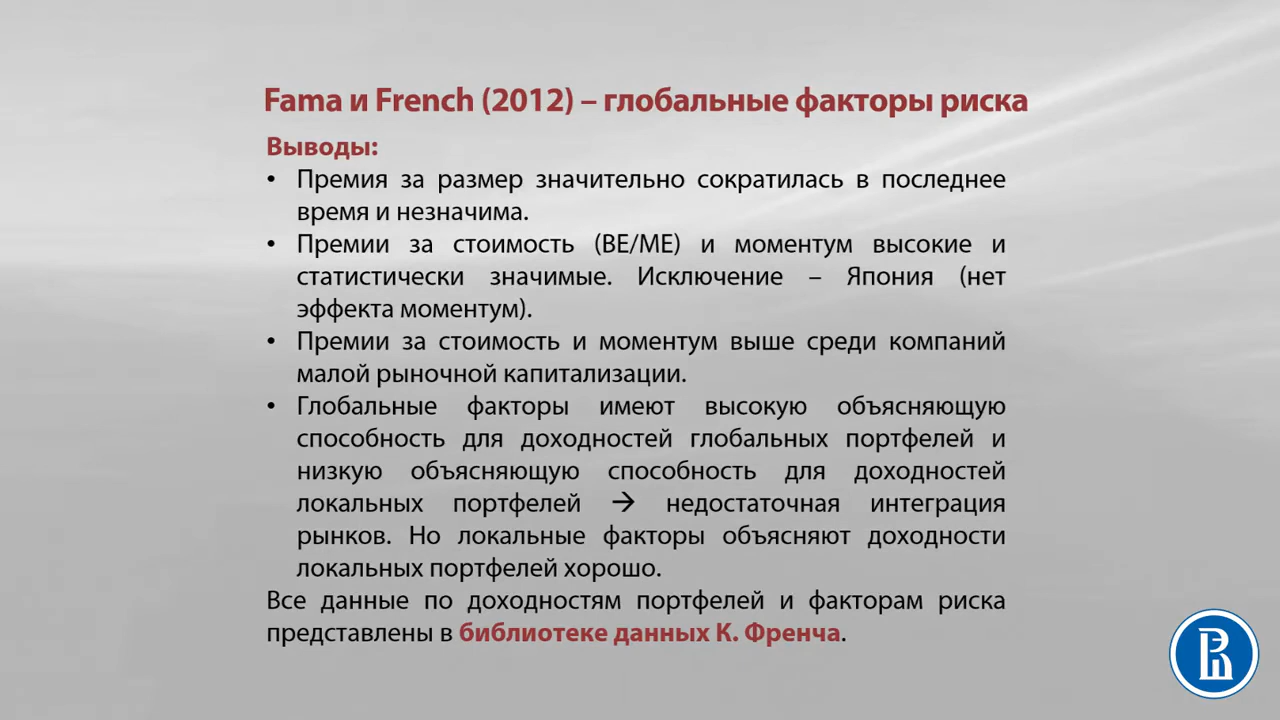 Fama и French (2012) – глобальные факторы риска
Выводы:
• Премия за размер значительно сократилась в последнее
время и незначима.
• Премии за стоимость (BE/ME) и моментум высокие и
статистически значимые. Исключение – Япония (нет
эффекта моментум).
• Премии за стоимость и моментум выше среди компаний
малой рыночной капитализации.
• Глобальные факторы имеют высокую объясняющую
способность для доходностей глобальных портфелей и
низкую объясняющую способность для доходностей
локальных портфелей → недостаточная интеграция
рынков. Но локальные факторы объясняют доходности
локальных портфелей хорошо.
Все данные по доходностям портфелей и факторам риска
представлены в библиотеке данных К. Френча.